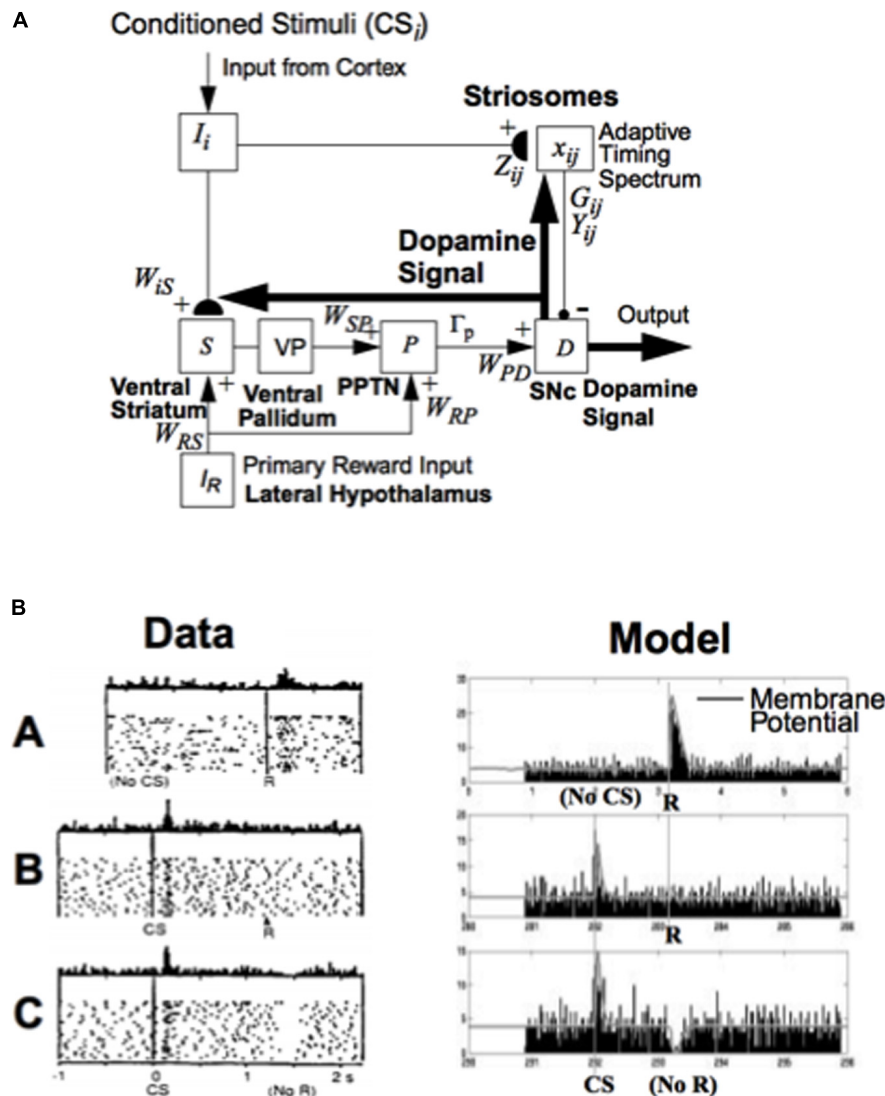 A
Conditioned Stimuli (CSi)
Input from Cortex
Striosomes
Ii
+
Zij
xij
Adaptive
Timing
Spectrum
Gij
Yij
Dopamine
Signal
WiS
+
WSP
+
Γp
+
-
Output
S
VP
P
WPD
D
Ventral
Striatum
+
Ventral
Pallidum
PPTN
+
WRP
SNc Dopamine
Signal
WRS
IR
Primary Reward Input
Lateral Hypothalamus
B
Data
Model
A
(No CS)
R
Membrane
Potential
(No CS)
R
B
CS
R
R
C
-1
0
1
2 s
CS
(No R)
CS
(No R)